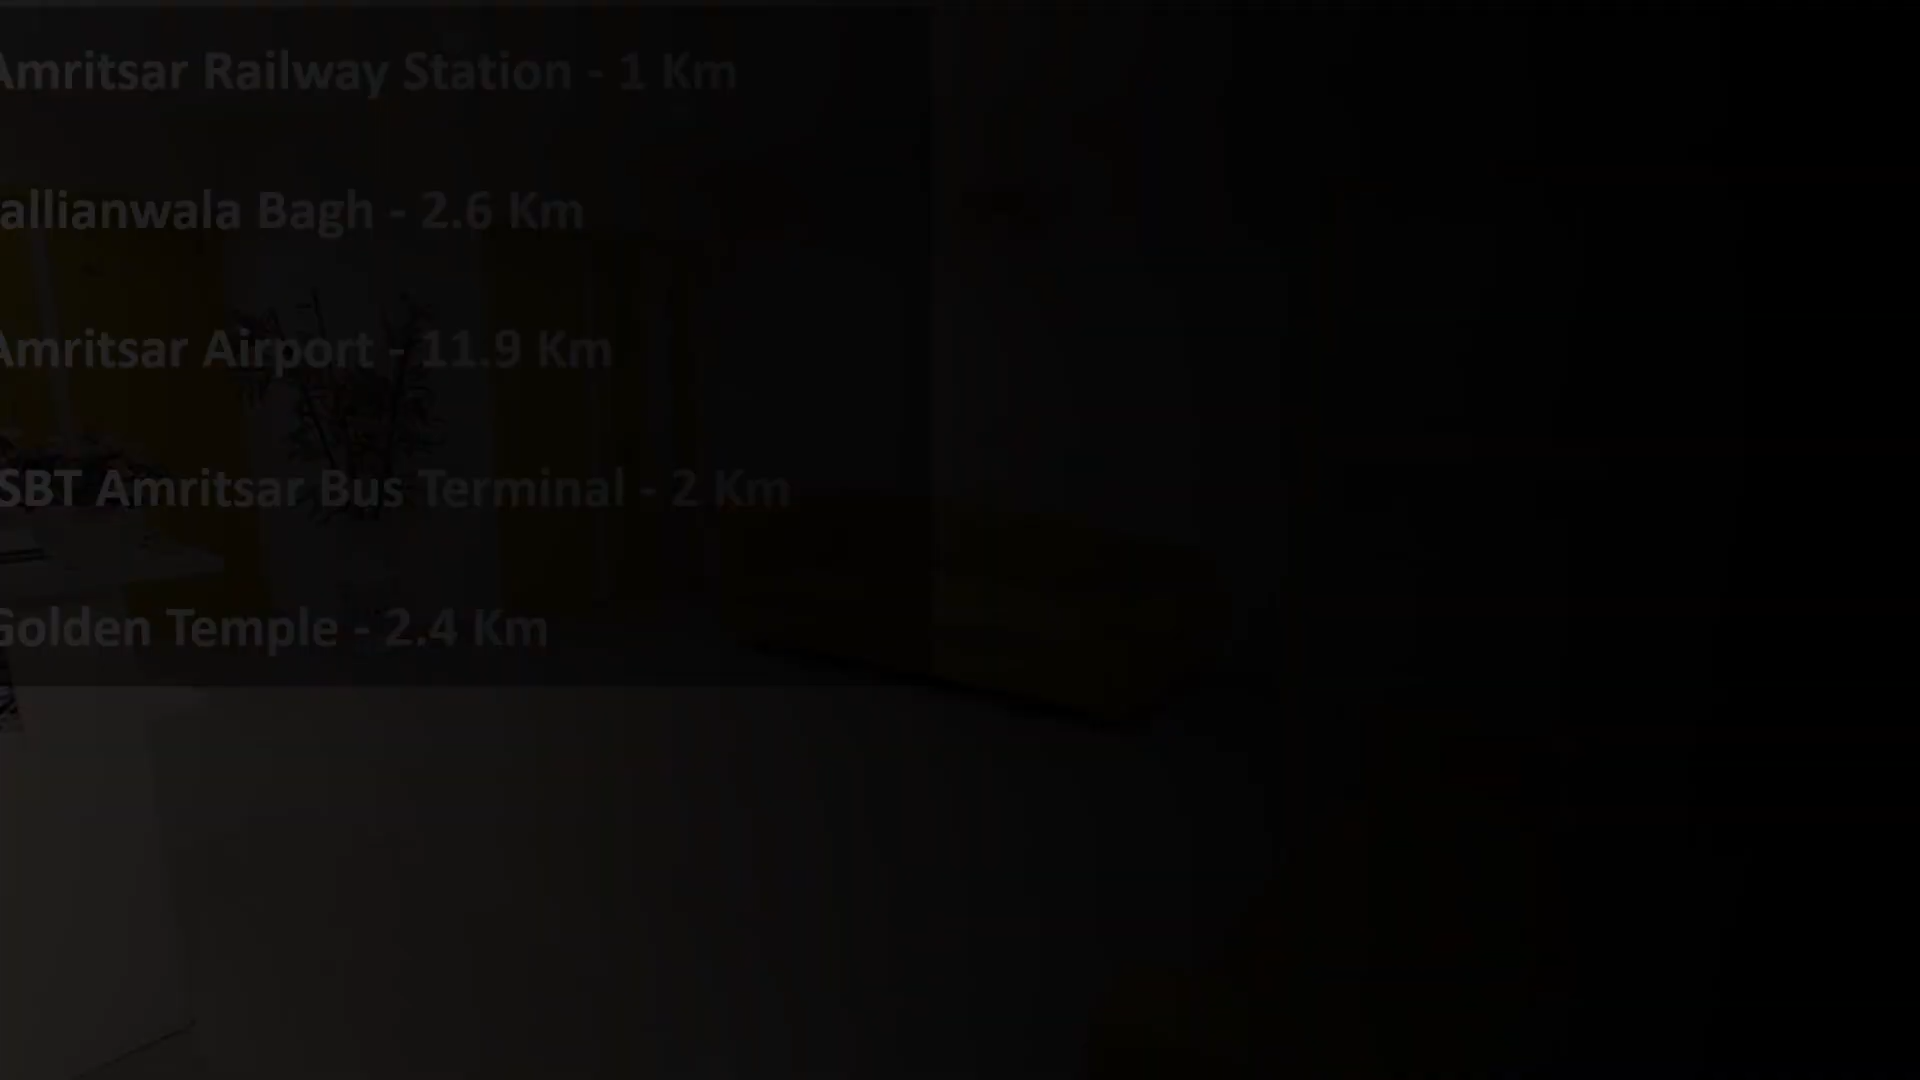 Amritsar Railway Station - 1 Km
allianwala Bagh - 2.6 Km
Amritsar Airport - 11.9 Km
SBT Amritsar Bus Terminal - 2 Km
Golden Temple - 2.4 Km